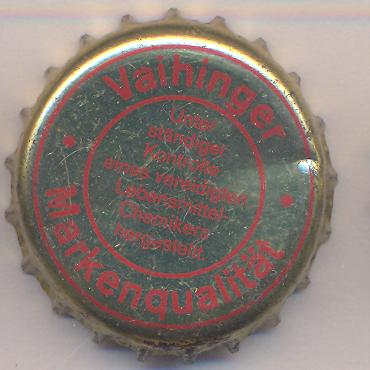 Vaihinger
Unter
ständiger
Kontrolle
eines vereidigten
Lebensmittel-
Chemikers
hergestellt.
Markenqualität